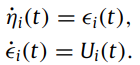 η̇ᵢ(t) = ϵᵢ(t),
ϵ̇ᵢ(t) = Uᵢ(t).